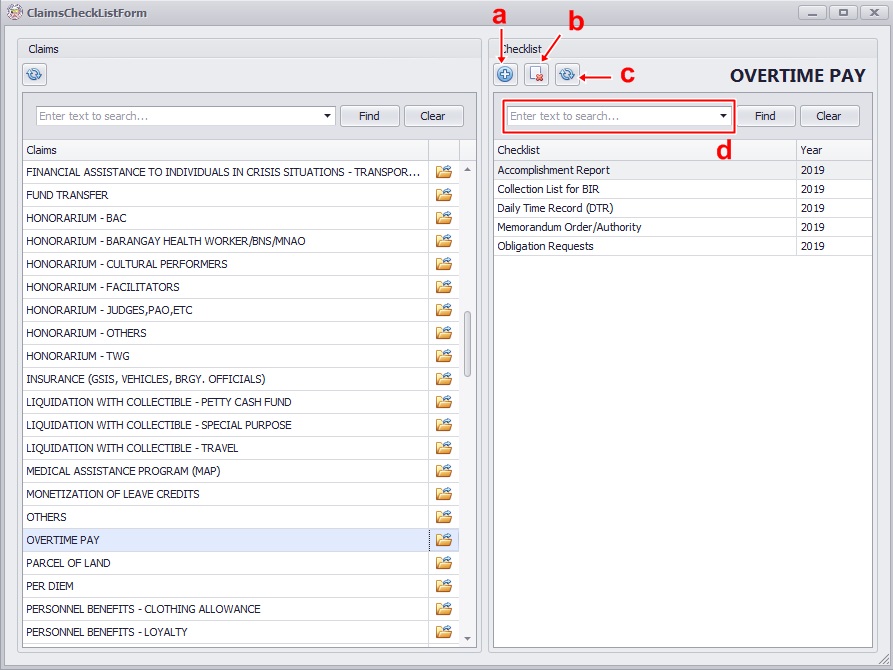 ClaimsCheckListForm
a
b
c
d
Claims
Enter text to search...
Find
Clear
Claims
FINANCIAL ASSISTANCE TO INDIVIDUALS IN CRISIS SITUATIONS - TRANSPOR...
FUND TRANSFER
HONORARIUM - BAC
HONORARIUM - BARANGAY HEALTH WORKER/BNS/MNAO
HONORARIUM - CULTURAL PERFORMERS
HONORARIUM - FACILITATORS
HONORARIUM - JUDGES,PAO,ETC
HONORARIUM - OTHERS
HONORARIUM - TWG
INSURANCE (GSIS, VEHICLES, BRGY. OFFICIALS)
LIQUIDATION WITH COLLECTIBLE - PETTY CASH FUND
LIQUIDATION WITH COLLECTIBLE - SPECIAL PURPOSE
LIQUIDATION WITH COLLECTIBLE - TRAVEL
MEDICAL ASSISTANCE PROGRAM (MAP)
MONETIZATION OF LEAVE CREDITS
OTHERS
OVERTIME PAY
PARCEL OF LAND
PER DIEM
PERSONNEL BENEFITS - CLOTHING ALLOWANCE
PERSONNEL BENEFITS - LOYALTY
Checklist
OVERTIME PAY
Enter text to search...
Find
Clear
Checklist Year
Accomplishment Report 2019
Collection List for BIR 2019
Daily Time Record (DTR) 2019
Memorandum Order/Authority 2019
Obligation Requests 2019